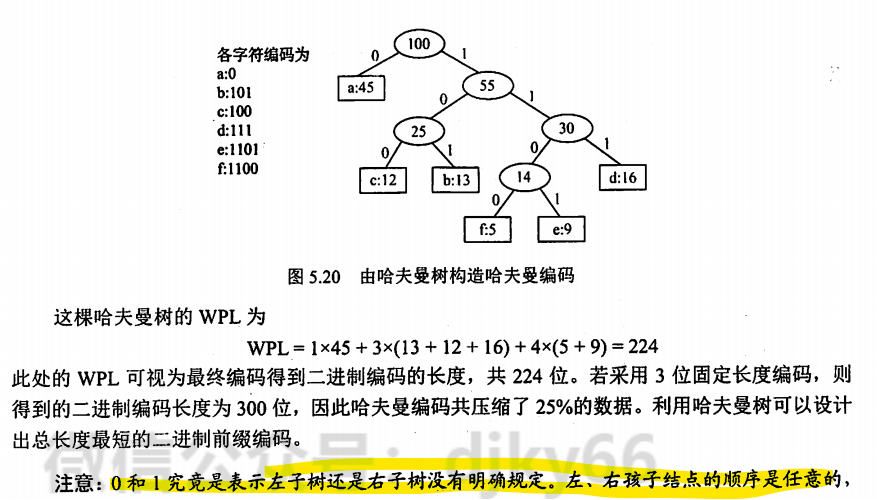 各字符编码为
a:0
b:101
c:100
d:111
e:1101
f:1100
100
0 1
a:45 55
0 1
25 30
0 1 0 1
c:12 b:13 14 d:16
0 1
f:5 e:9
图 5.20 由哈夫曼树构造哈夫曼编码
这棵哈夫曼树的 WPL 为
WPL = 1×45 + 3×(13 + 12 + 16) + 4×(5 + 9) = 224
此处的 WPL 可视为最终编码得到二进制编码的长度，共 224 位。若采用 3 位固定长度编码，则
得到的二进制编码长度为 300 位，因此哈夫曼编码共压缩了 25%的数据。利用哈夫曼树可以设计
出总长度最短的二进制前缀编码。
微信公众号：djky66
注意：0 和 1 究竟是表示左子树还是右子树没有明确规定。左、右孩子结点的顺序是任意的，